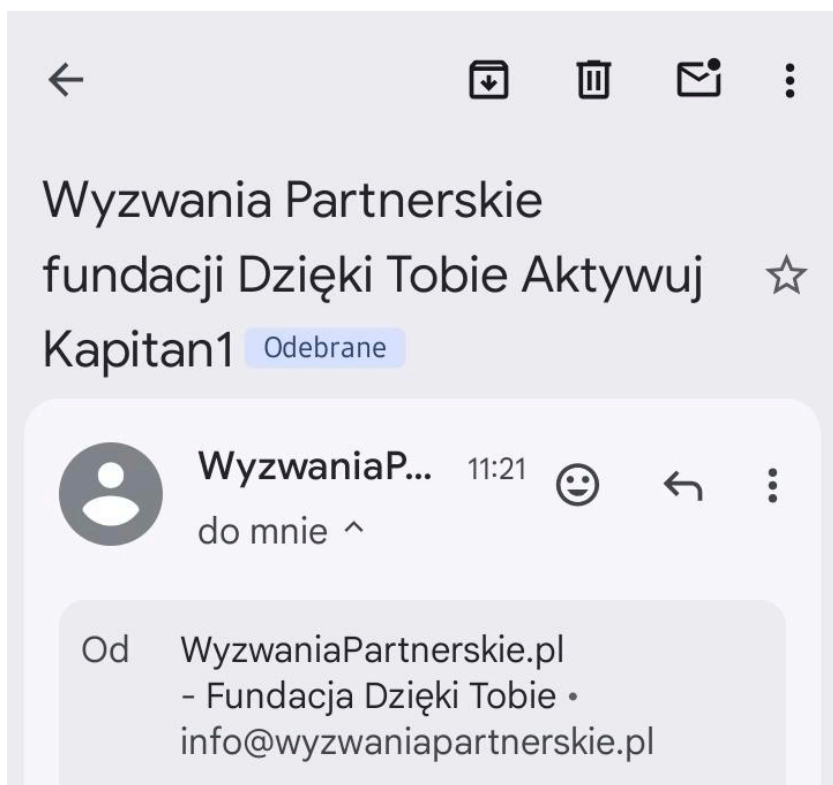 Wyzwania Partnerskie
fundacji Dzięki Tobie Aktywuj
Kapitan1 Odebrane
WyzwaniaP... 11:21
do mnie
Od WyzwaniaPartnerskie.pl
- Fundacja Dzięki Tobie •
info@wyzwaniapartnerskie.pl